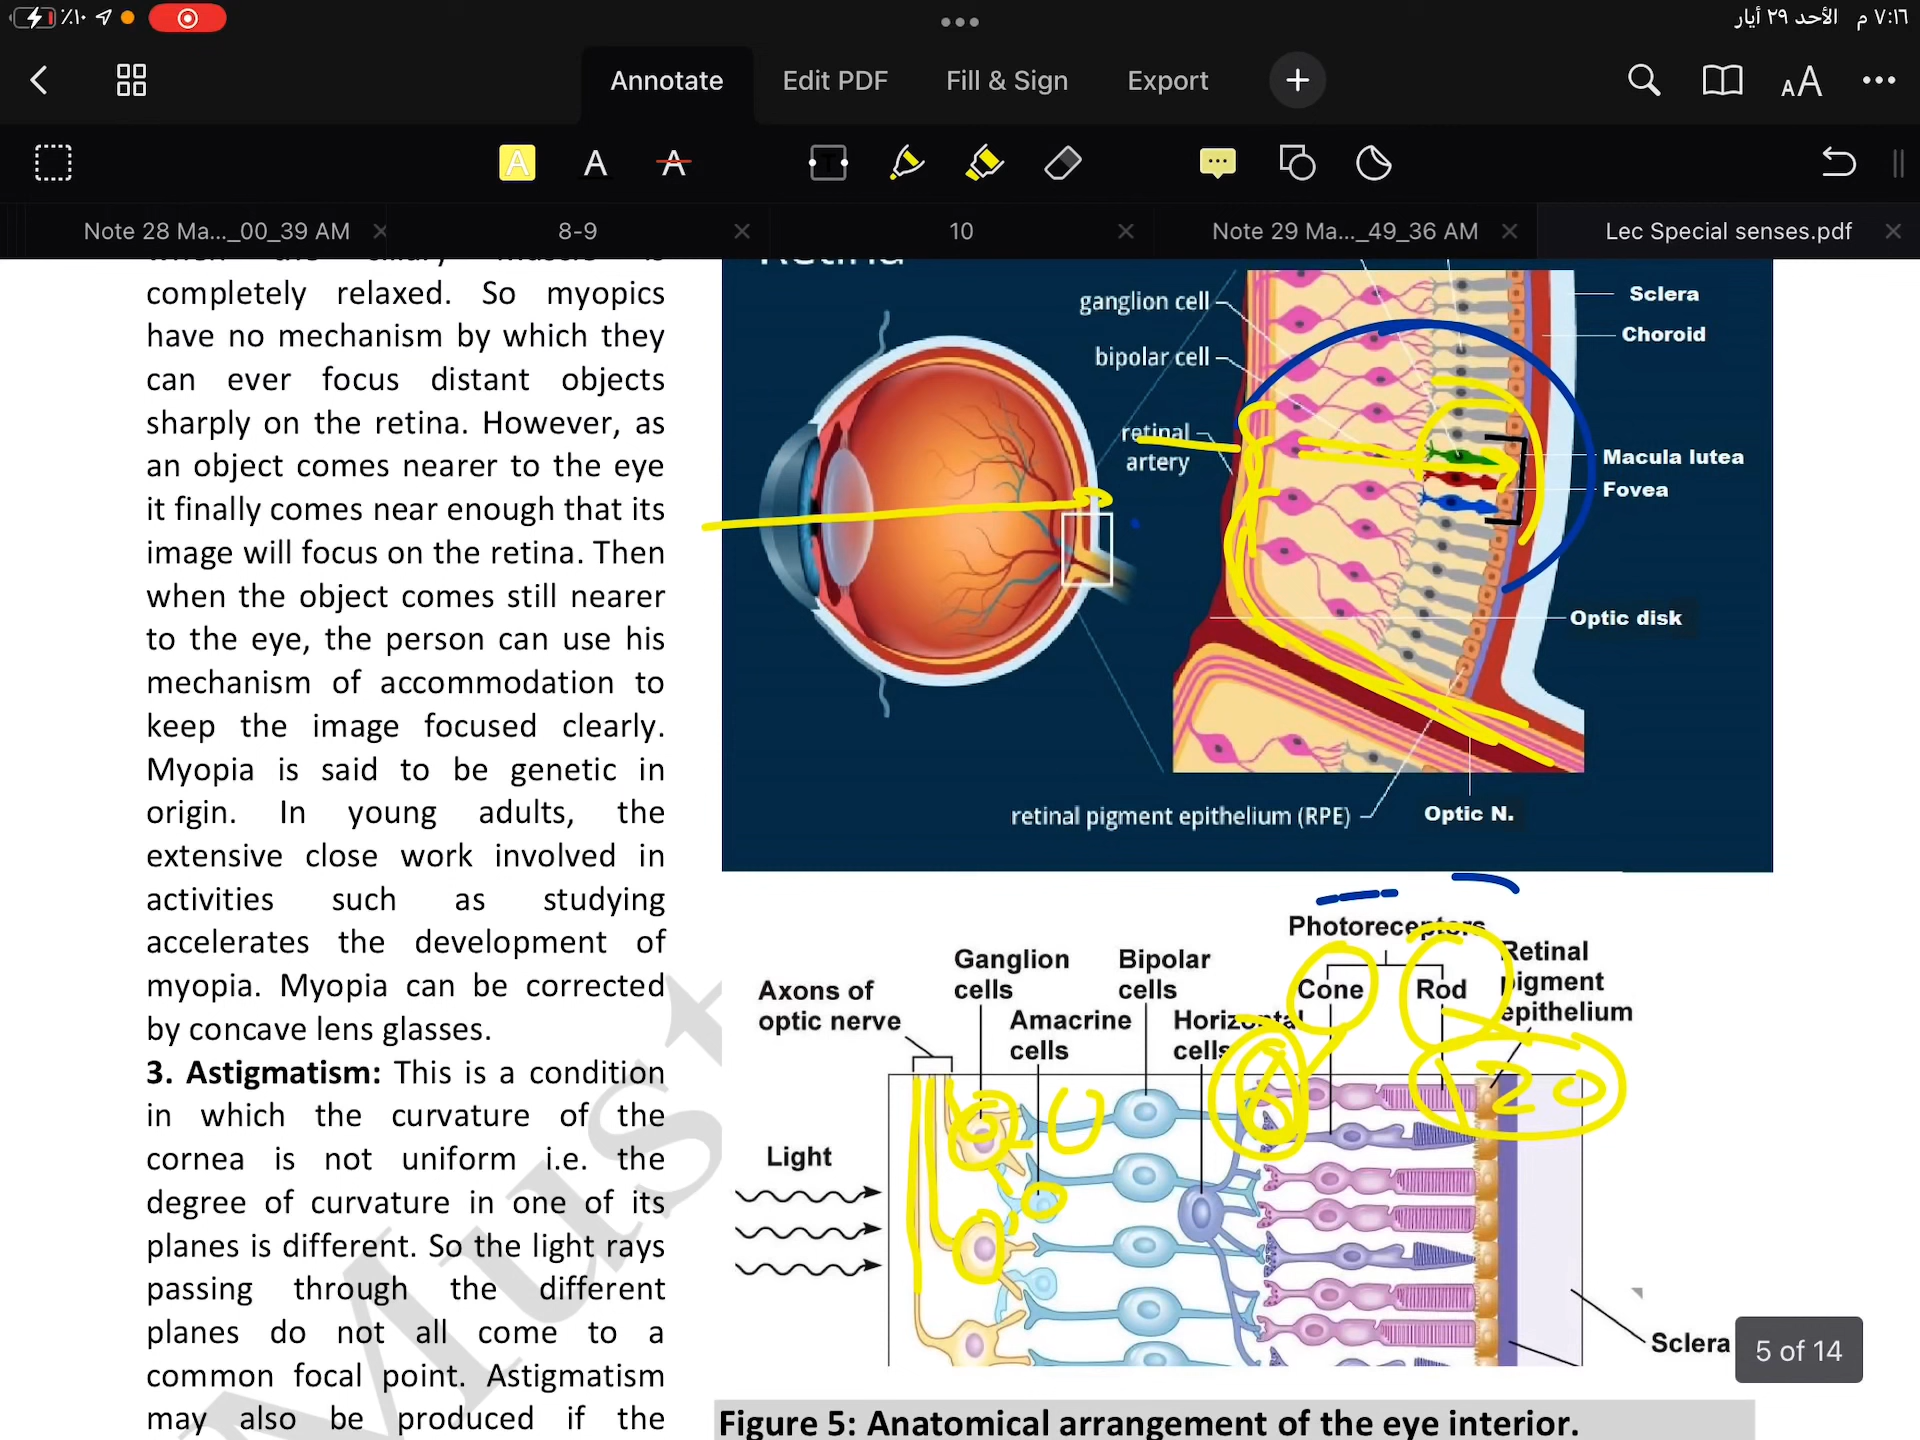 ٪١٠
٧:١٦ م الأحد ٢٩ أيار
Annotate
Edit PDF
Fill & Sign
Export
AA
A A A
T
Note 28 Ma..._00_39 AM
8-9
10
Note 29 Ma..._49_36 AM
Lec Special senses.pdf
completely relaxed. So myopics
have no mechanism by which they
can ever focus distant objects
sharply on the retina. However, as
an object comes nearer to the eye
it finally comes near enough that its
image will focus on the retina. Then
when the object comes still nearer
to the eye, the person can use his
mechanism of accommodation to
keep the image focused clearly.
Myopia is said to be genetic in
origin. In young adults, the
extensive close work involved in
activities such as studying
accelerates the development of
myopia. Myopia can be corrected
by concave lens glasses.
3. Astigmatism: This is a condition
in which the curvature of the
cornea is not uniform i.e. the
degree of curvature in one of its
planes is different. So the light rays
passing through the different
planes do not all come to a
common focal point. Astigmatism
may also be produced if the
Must
Retina
ganglion cell
bipolar cell
retinal
artery
Sclera
Choroid
Macula lutea
Fovea
Optic disk
retinal pigment epithelium (RPE)
Optic N.
Photoreceptors
Cone
Rod
Retinal
pigment
epithelium
Ganglion
cells
Bipolar
cells
Axons of
optic nerve
Amacrine
cells
Horizontal
cells
6
120
Light
Sclera
5 of 14
Figure 5: Anatomical arrangement of the eye interior.